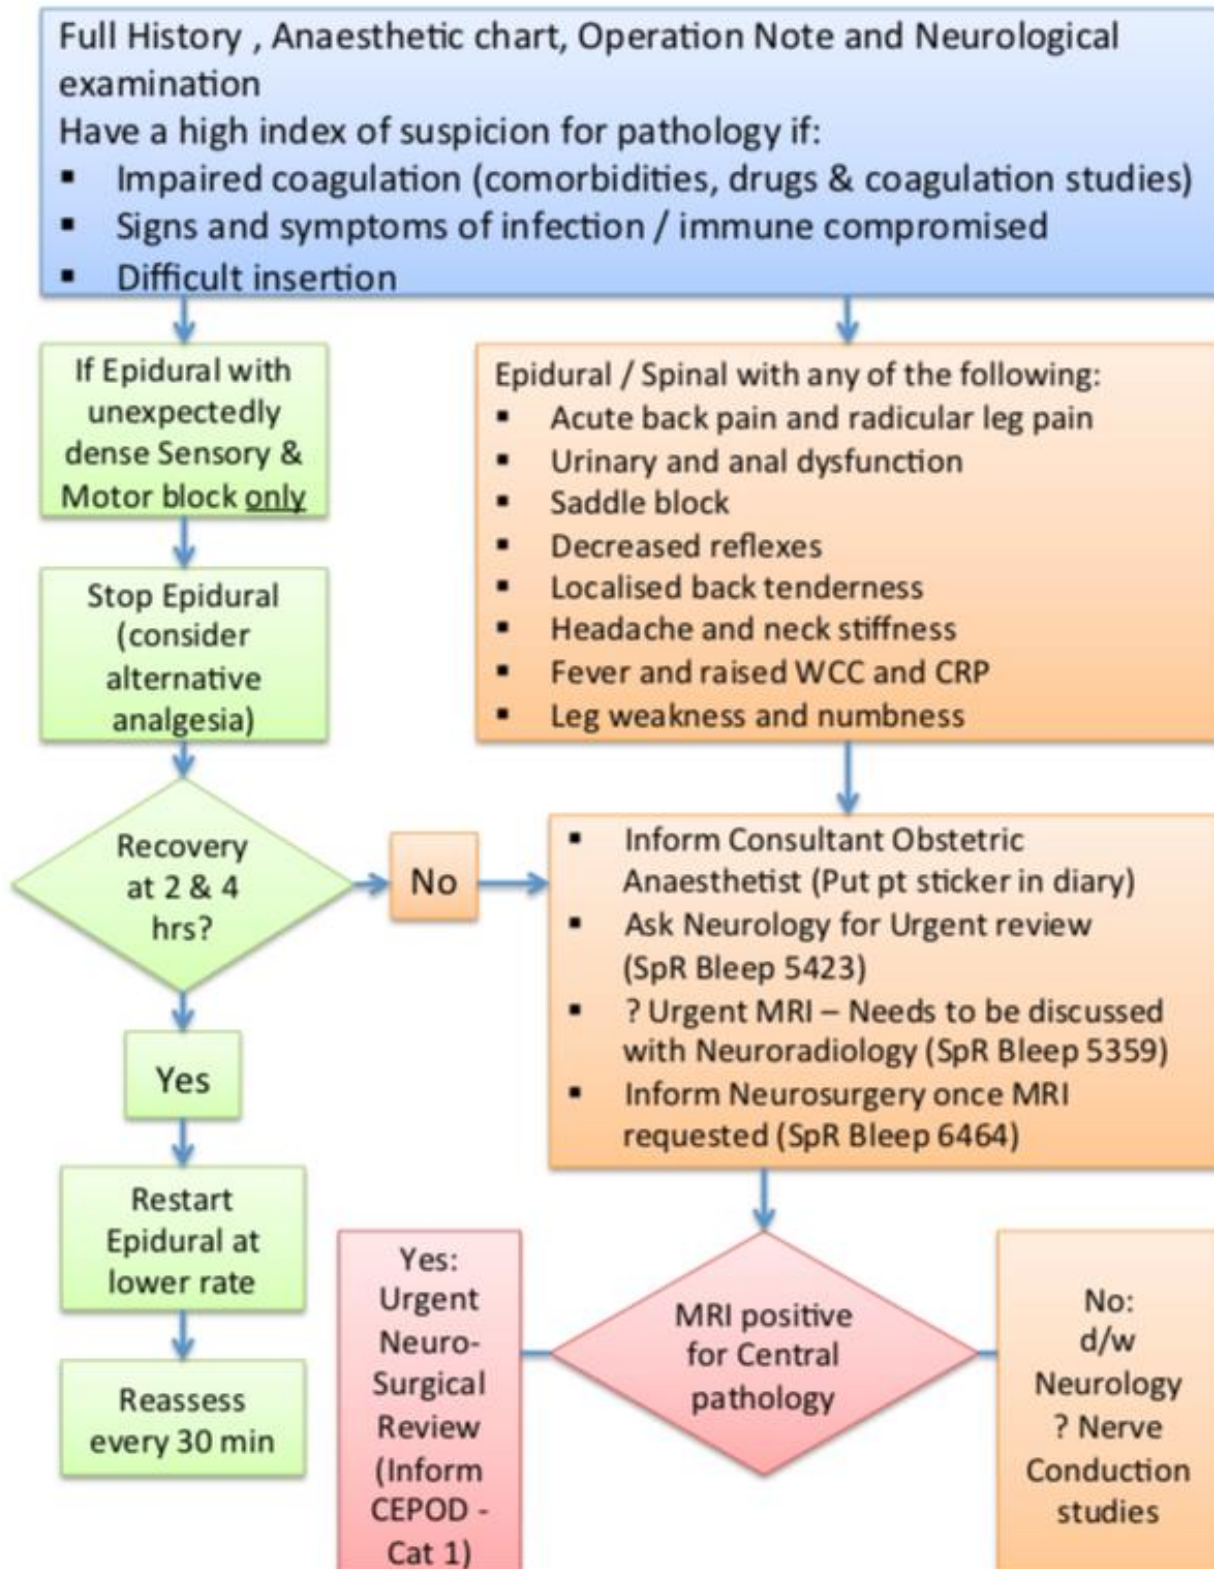 Full History , Anaesthetic chart, Operation Note and Neurological
examination
Have a high index of suspicion for pathology if:
▪ Impaired coagulation (comorbidities, drugs & coagulation studies)
▪ Signs and symptoms of infection / immune compromised
▪ Difficult insertion
If Epidural with
unexpectedly
dense Sensory &
Motor block only
Stop Epidural
(consider
alternative
analgesia)
Recovery
at 2 & 4
hrs?
No
Yes
Restart
Epidural at
lower rate
Reassess
every 30 min
Epidural / Spinal with any of the following:
▪ Acute back pain and radicular leg pain
▪ Urinary and anal dysfunction
▪ Saddle block
▪ Decreased reflexes
▪ Localised back tenderness
▪ Headache and neck stiffness
▪ Fever and raised WCC and CRP
▪ Leg weakness and numbness
▪ Inform Consultant Obstetric
Anaesthetist (Put pt sticker in diary)
▪ Ask Neurology for Urgent review
(SpR Bleep 5423)
▪ ? Urgent MRI – Needs to be discussed
with Neuroradiology (SpR Bleep 5359)
▪ Inform Neurosurgery once MRI
requested (SpR Bleep 6464)
MRI positive
for Central
pathology
Yes:
Urgent
Neuro-
Surgical
Review
(Inform
CEPOD -
Cat 1)
No:
d/w
Neurology
? Nerve
Conduction
studies